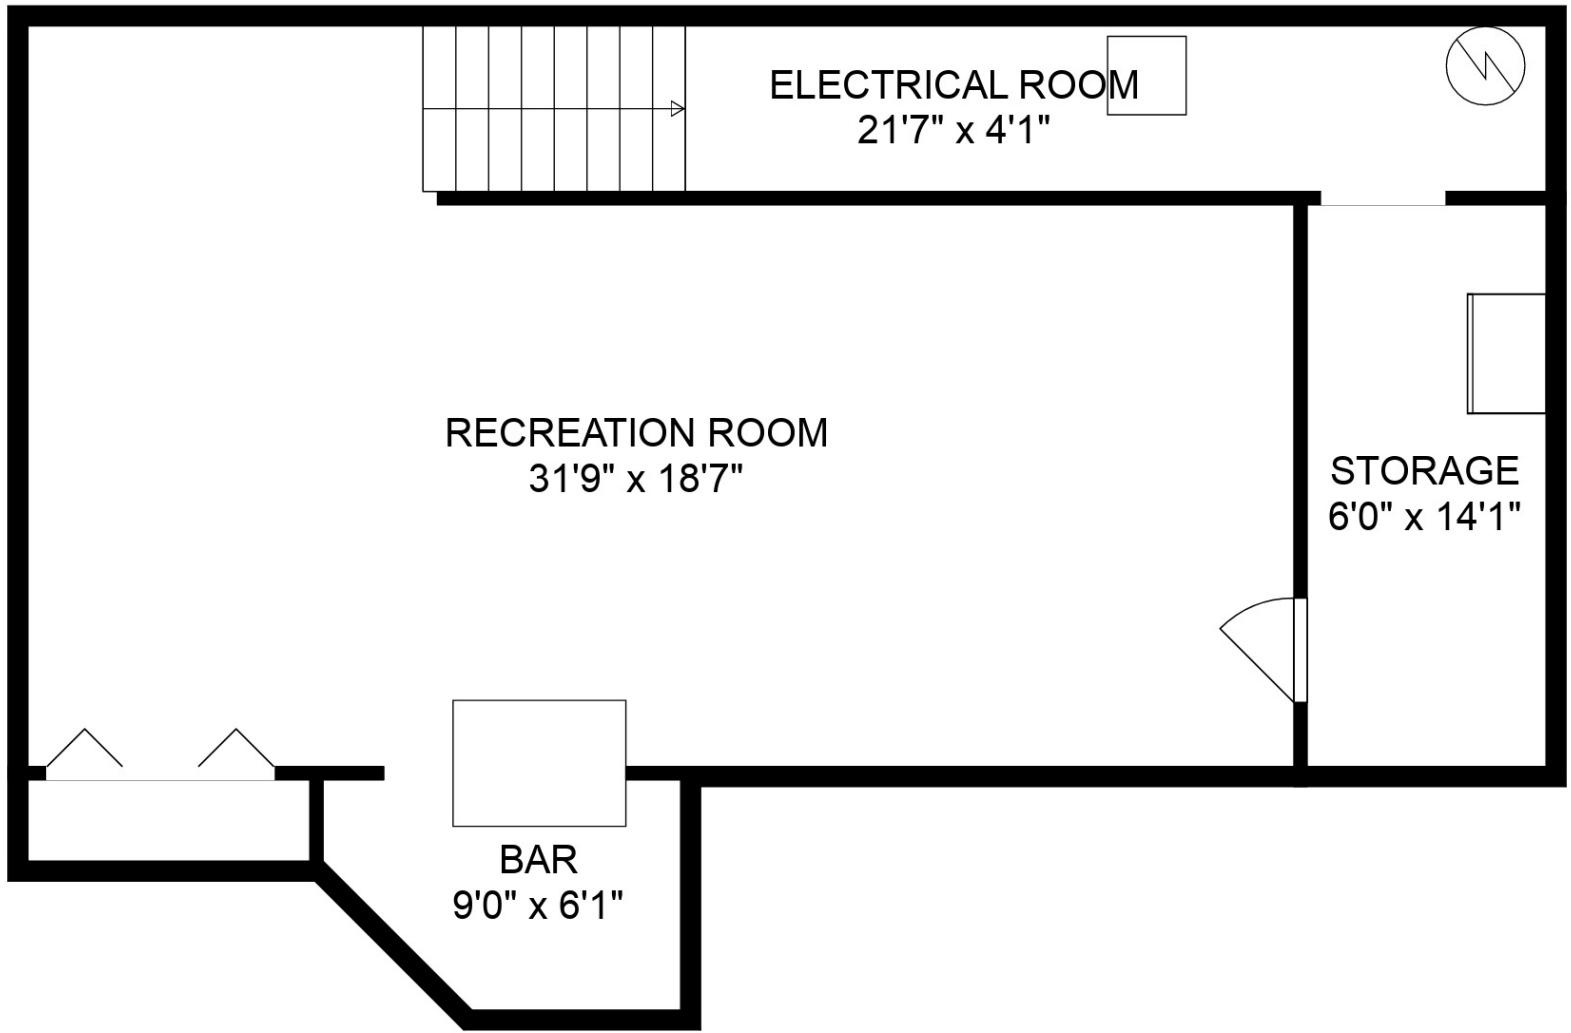 ELECTRICAL ROOM
21'7" x 4'1"
RECREATION ROOM
31'9" x 18'7"
STORAGE
6'0" x 14'1"
BAR
9'0" x 6'1"